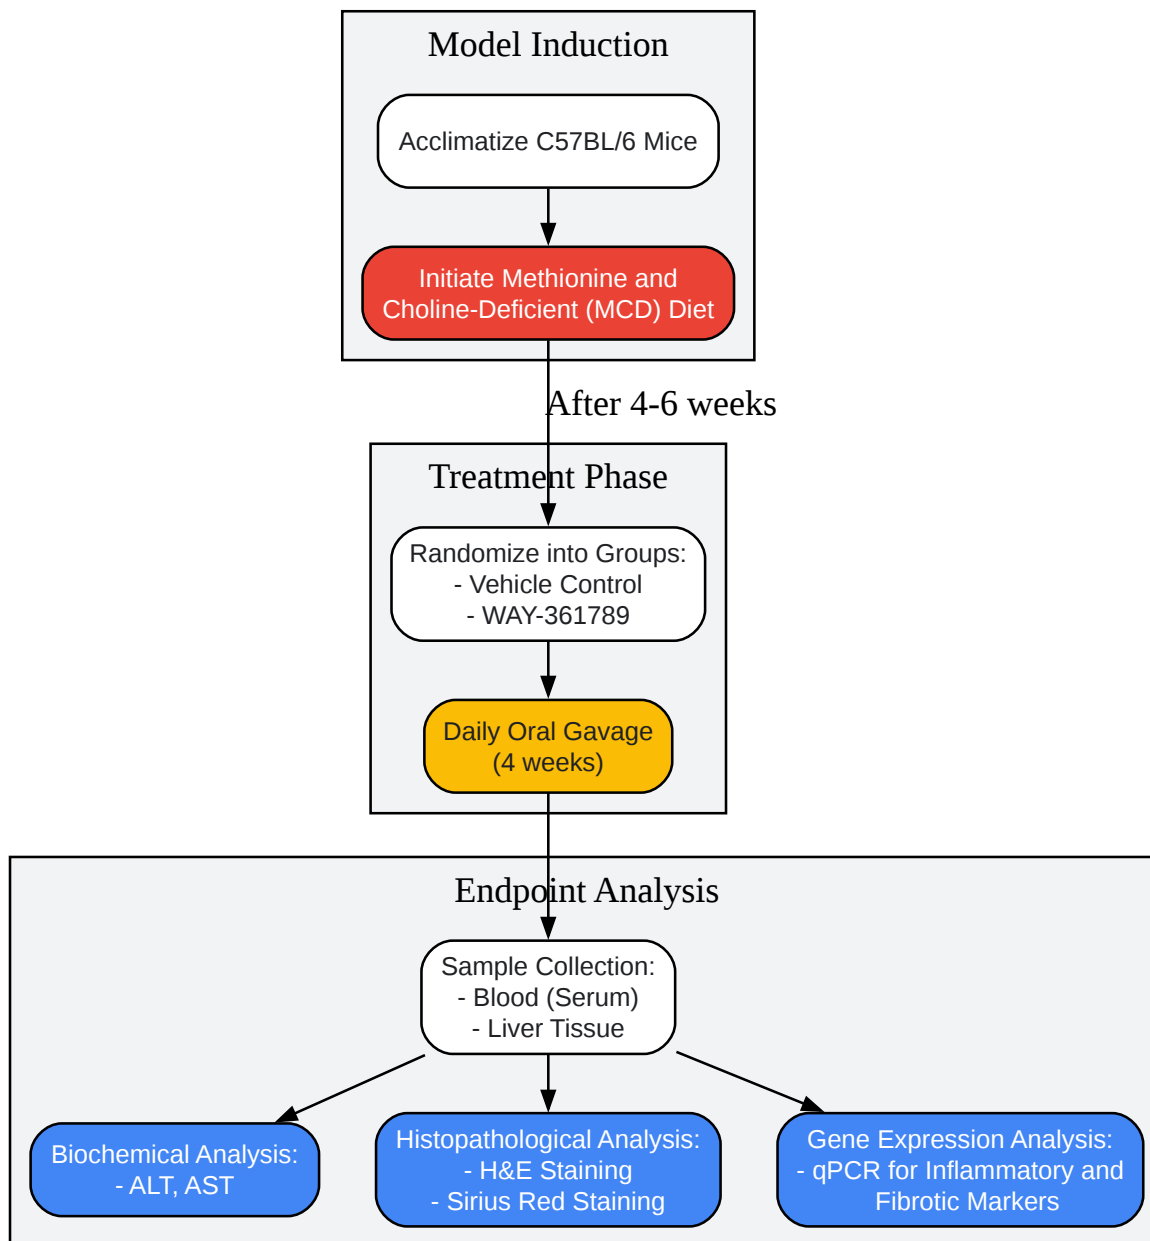 Model Induction
Acclimatize C57BL/6 Mice
Initiate Methionine and
Choline-Deficient (MCD) Diet
After 4-6 weeks
Treatment Phase
Randomize into Groups:
- Vehicle Control
- WAY-361789
Daily Oral Gavage
(4 weeks)
Endpoint Analysis
Sample Collection:
- Blood (Serum)
- Liver Tissue
Biochemical Analysis:
- ALT, AST
Histopathological Analysis:
- H&E Staining
- Sirius Red Staining
Gene Expression Analysis:
- qPCR for Inflammatory and
Fibrotic Markers